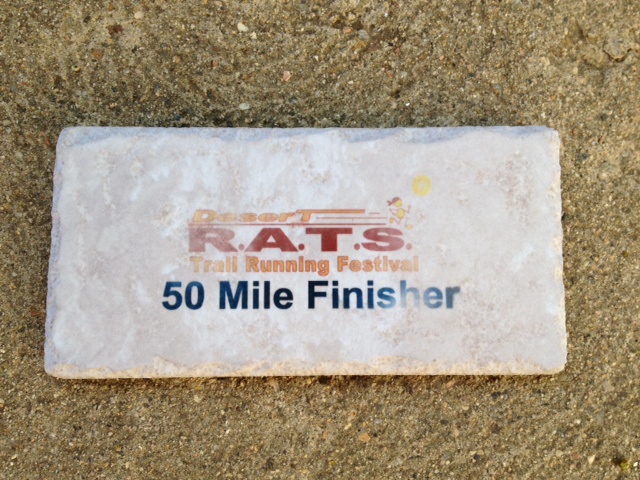 Desert
R.A.T.S.
Trail Running Festival
50 Mile Finisher